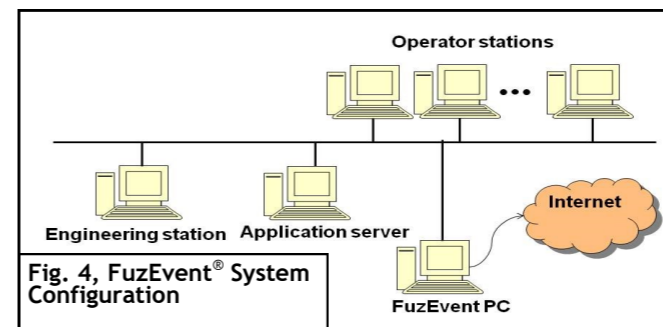 Operator stations
Internet
Engineering station
Application server
FuzEvent PC
Fig. 4, FuzEvent® System
Configuration